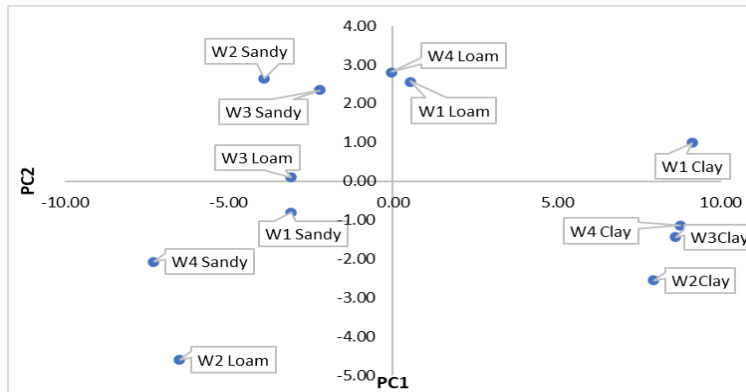 4.00
W2 Sandy
W4 Loam
3.00
W3 Sandy
2.00
W1 Loam
1.00
W3 Loam
W1 Clay
PC2
0.00
-10.00 -5.00 0.00 5.00 10.00
-1.00
W1 Sandy
W4 Clay
W3Clay
-2.00
W4 Sandy
W2Clay
-3.00
-4.00
W2 Loam
-5.00
PC1